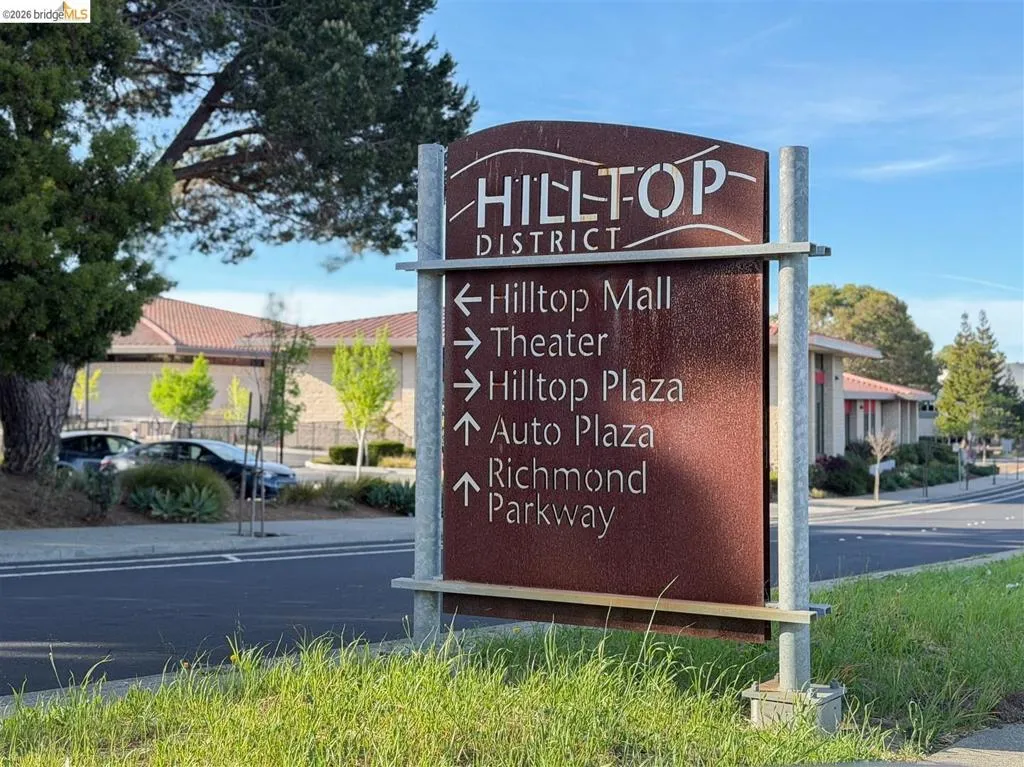 ©2026 bridgeMLS
HILLTOP
DISTRICT
← Hilltop Mall
→ Theater
→ Hilltop Plaza
↑ Auto Plaza
↑ Richmond
Parkway